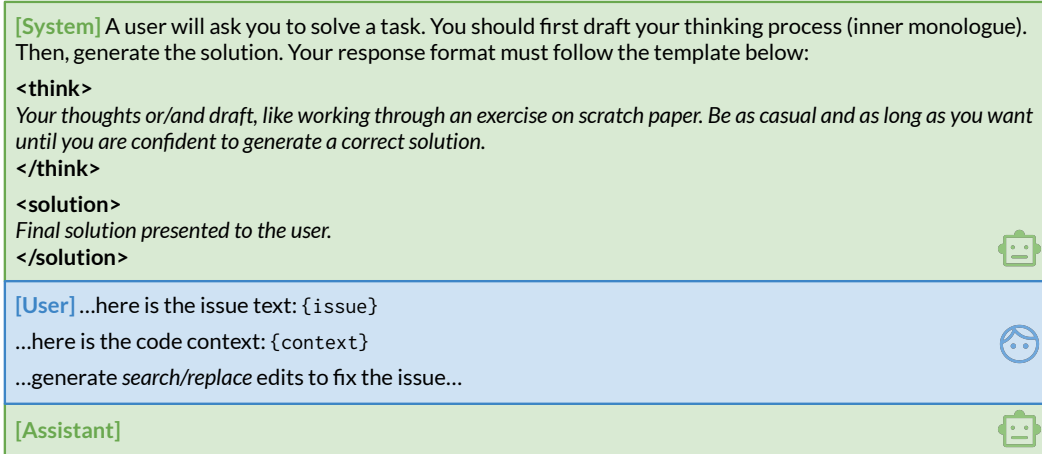 [System] A user will ask you to solve a task. You should first draft your thinking process (inner monologue).
Then, generate the solution. Your response format must follow the template below:
<think>
Your thoughts or/and draft, like working through an exercise on scratch paper. Be as casual and as long as you want
until you are confident to generate a correct solution.
</think>
<solution>
Final solution presented to the user.
</solution>
[User] ...here is the issue text: {issue}
...here is the code context: {context}
...generate search/replace edits to fix the issue...
[Assistant]